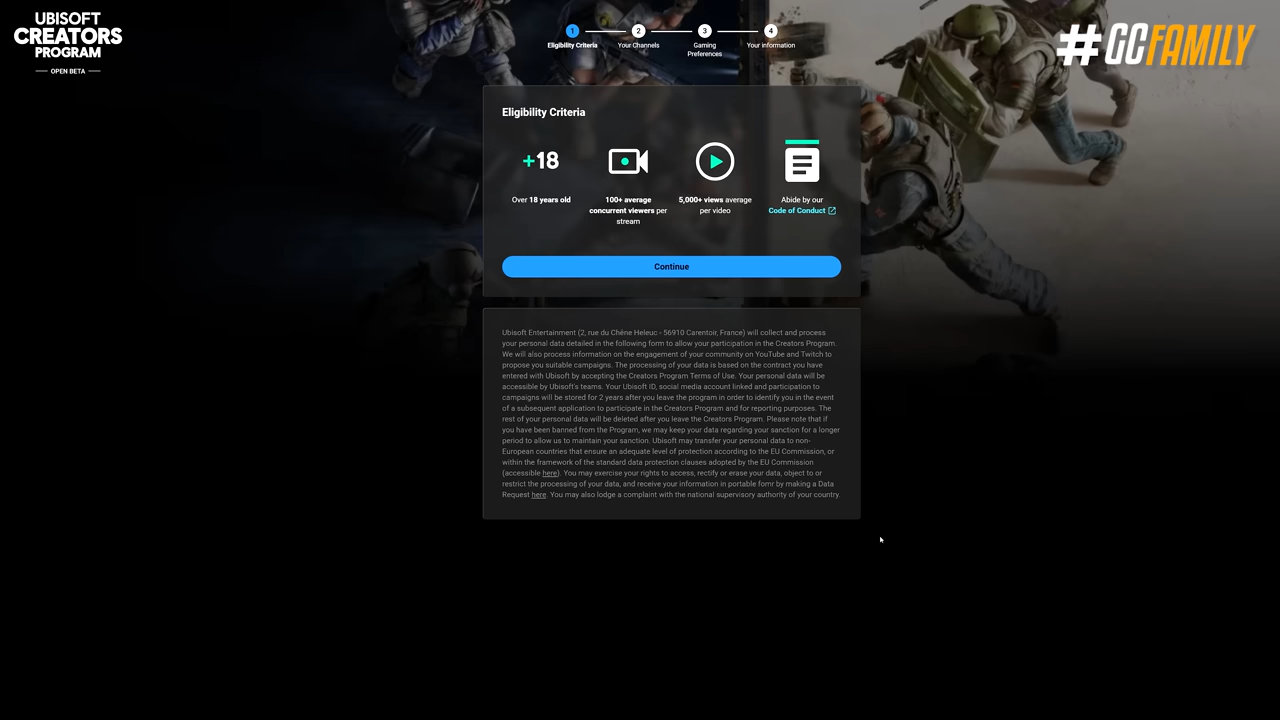 UBISOFT
CREATORS
PROGRAM
OPEN BETA
1 2 3 4
Eligibility Criteria Your Channels Gaming Preferences Your information
#CCFAMILY
Eligibility Criteria
+18
Over 18 years old
100+ average
concurrent viewers per
stream
5,000+ views average
per video
Abide by our
Code of Conduct
Continue
Ubisoft Entertainment (2, rue du Chêne Heleuc - 56910 Carentoir, France) will collect and process
your personal data detailed in the following form to allow your participation in the Creators Program.
We will also process information on the engagement of your community on YouTube and Twitch to
propose you suitable campaigns. The processing of your data is based on the contract you have
entered with Ubisoft by accepting the Creators Program Terms of Use. Your personal data will be
accessible by Ubisoft's teams. Your Ubisoft ID, social media account linked and participation to
campaigns will be stored for 2 years after you leave the program in order to identify you in the event
of a subsequent application to participate in the Creators Program and for reporting purposes. The
rest of your personal data will be deleted after you leave the Creators Program. Please note that if
you have been banned from the Program, we may keep your data regarding your sanction for a longer
period to allow us to maintain your sanction. Ubisoft may transfer your personal data to non-
European countries that ensure an adequate level of protection according to the EU Commission, or
within the framework of the standard data protection clauses adopted by the EU Commission
(accessible here). You may exercise your rights to access, rectify or erase your data, object to or
restrict the processing of your data, and receive your information in portable form by making a Data
Request here. You may also lodge a complaint with the national supervisory authority of your country.